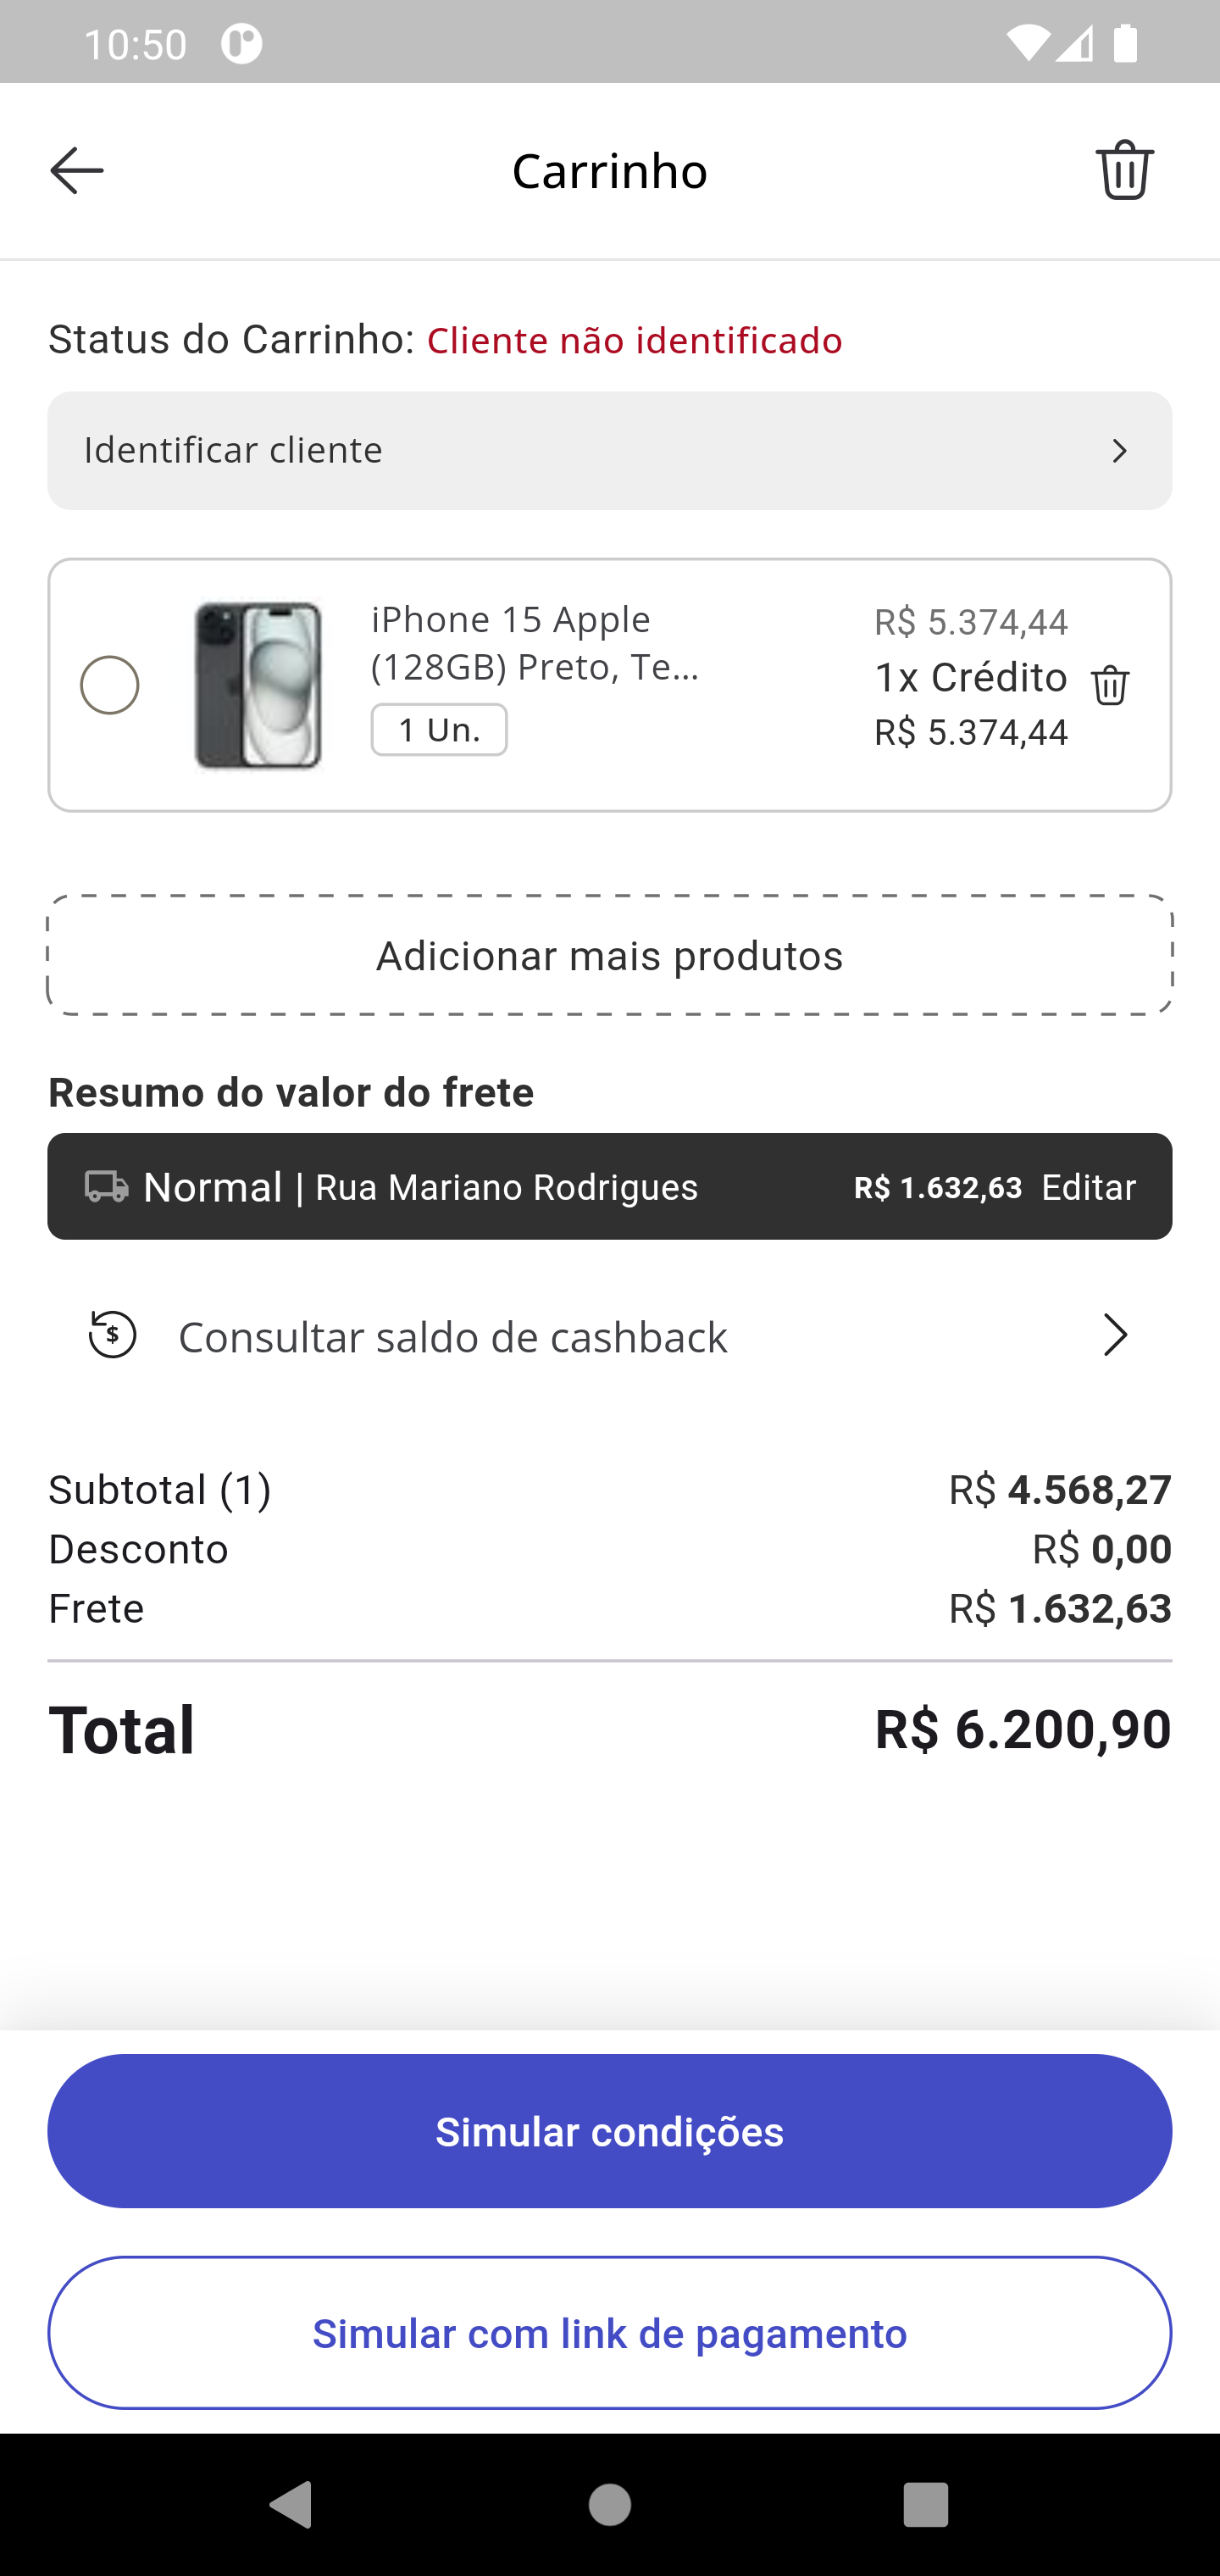 10:50
Carrinho
Status do Carrinho: Cliente não identificado
Identificar cliente
iPhone 15 Apple
(128GB) Preto, Te...
1 Un.
R$ 5.374,44
1x Crédito
R$ 5.374,44
Adicionar mais produtos
Resumo do valor do frete
Normal | Rua Mariano Rodrigues R$ 1.632,63 Editar
Consultar saldo de cashback
Subtotal (1) R$ 4.568,27
Desconto R$ 0,00
Frete R$ 1.632,63
Total R$ 6.200,90
Simular condições
Simular com link de pagamento